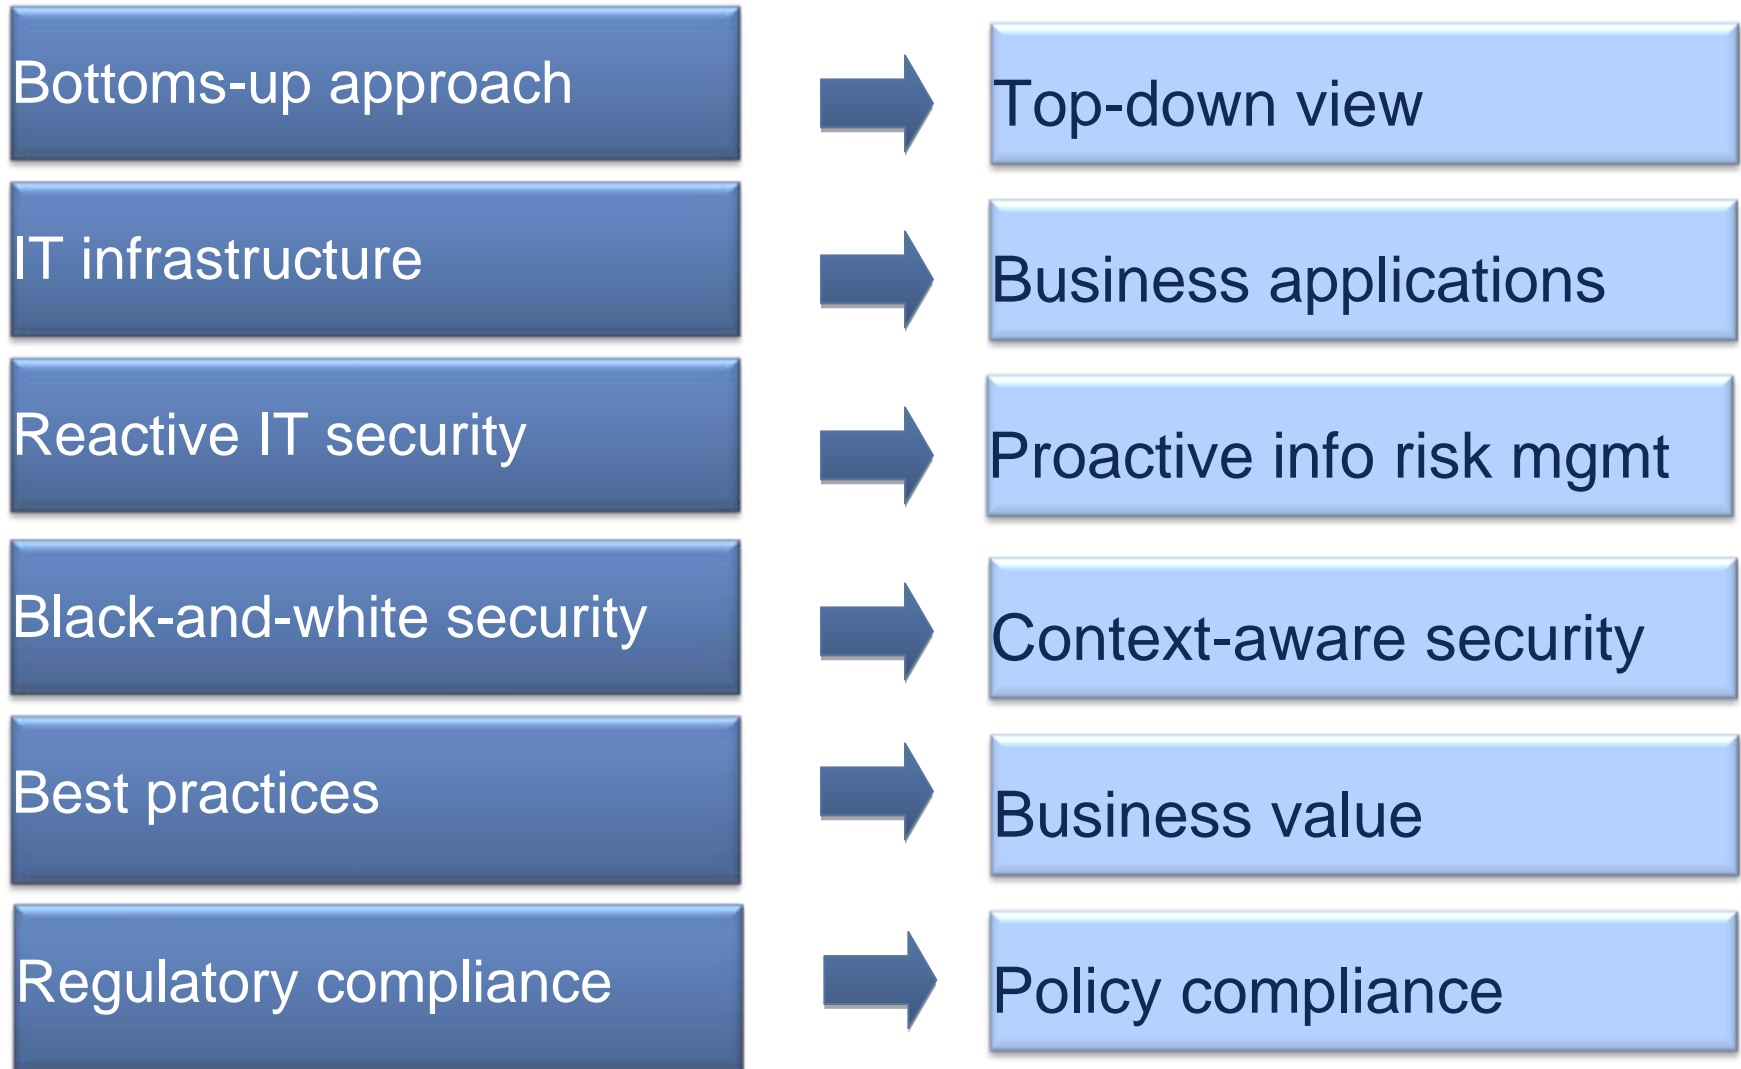 Bottoms-up approach
Top-down view
IT infrastructure
Business applications
Reactive IT security
Proactive info risk mgmt
Black-and-white security
Context-aware security
Best practices
Business value
Regulatory compliance
Policy compliance